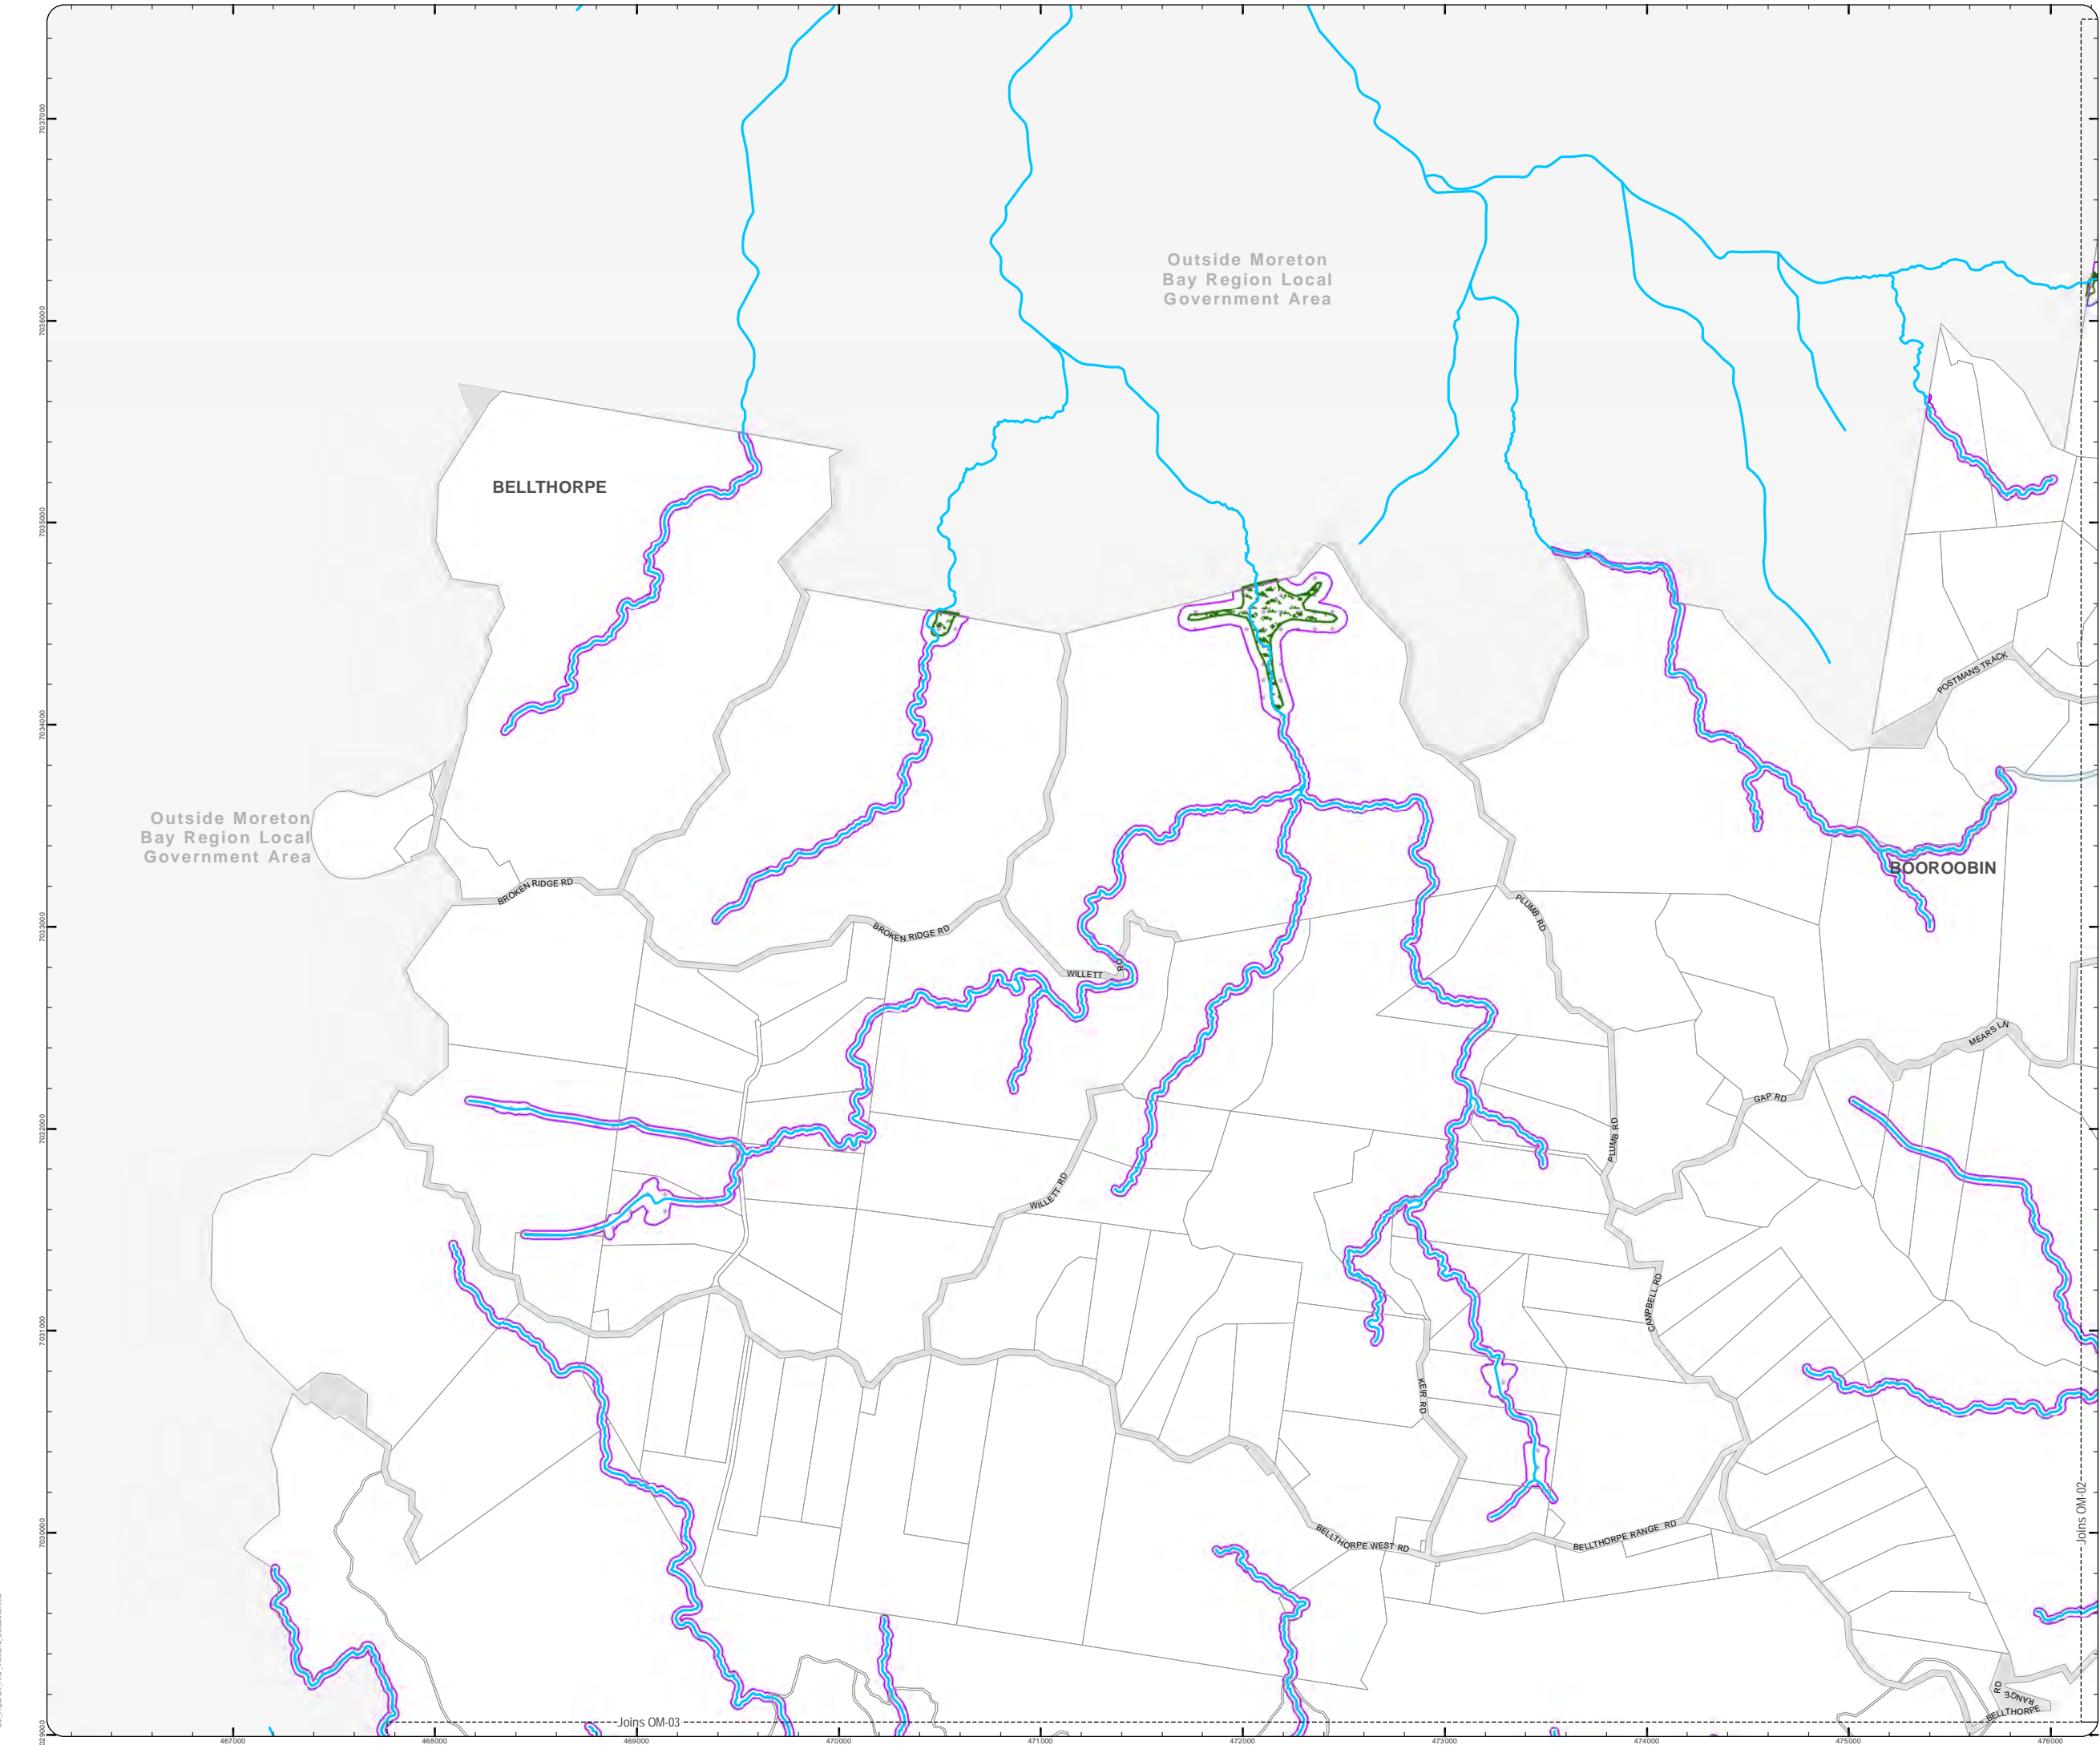 7037000
Outside Moreton
Bay Region Local
Government Area
7036000
BELLTHORPE
7035000
POSTMANS TRACK
7034000
Outside Moreton
Bay Region Local
Government Area
BOOROOBIN
BROKEN RIDGE RD
PLUMB RD
7033000
BROKEN RIDGE RD
WILLETT
RD
MEARS LN
GAP RD
7032000
PLUMB RD
WILLETT RD
CAMPBELL RD
7031000
KEIR RD
7030000
BELLTHORPE WEST RD
BELLTHORPE RANGE RD
Joins OM-02
RD
RANGE
BELLTHORPE
Joins OM-03
467000
468000
469000
470000
471000
472000
473000
474000
475000
476000